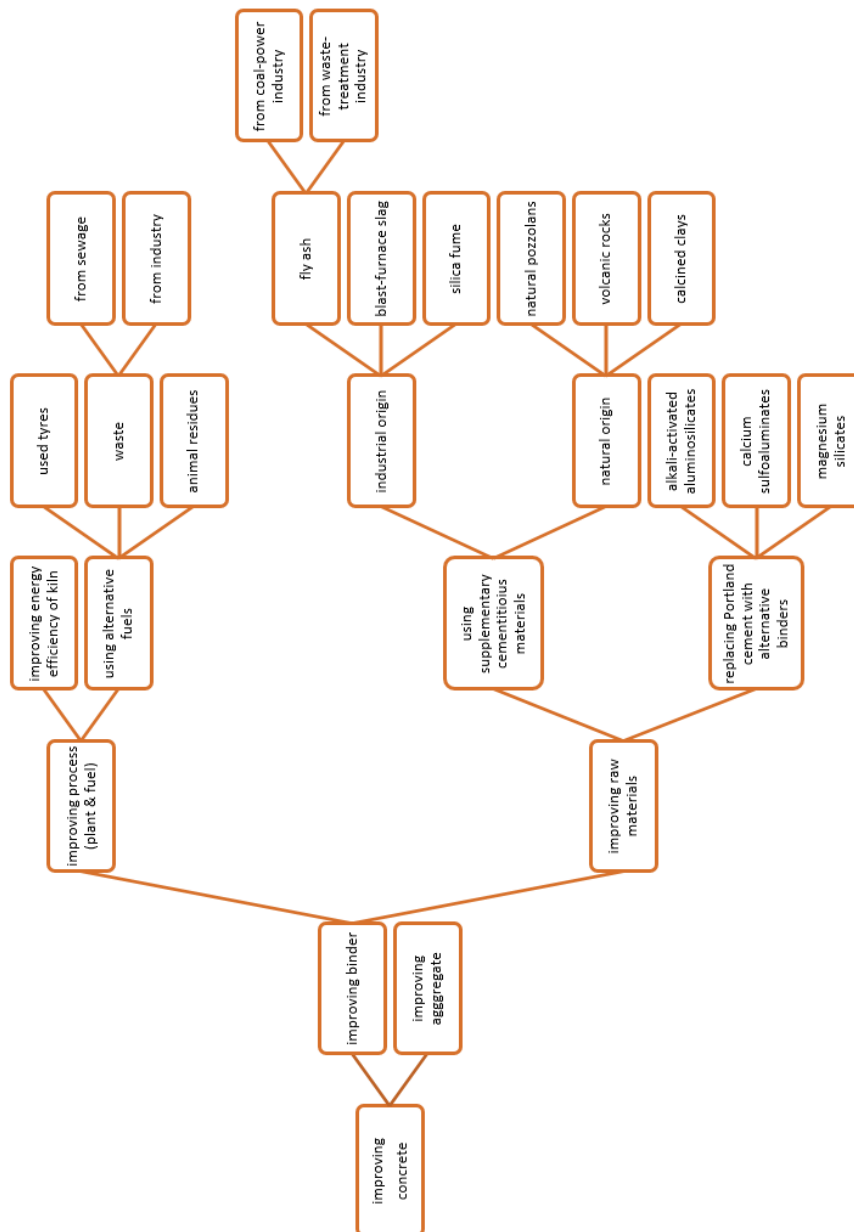 improving
concrete
improving binder
improving
agggregate
improving process
(plant & fuel)
improving raw
materials
improving energy
efficiency of kiln
using alternative
fuels
using
supplementary
cementitioius
materials
replacing Portland
cement with
alternative
binders
used tyres
waste
animal residues
industrial origin
natural origin
alkali-activated
aluminosilicates
calcium
sulfoaluminates
magnesium
silicates
from sewage
from industry
fly ash
blast-furnace slag
silica fume
natural pozzolans
volcanic rocks
calcined clays
from coal-power
industry
from waste-
treatment
industry